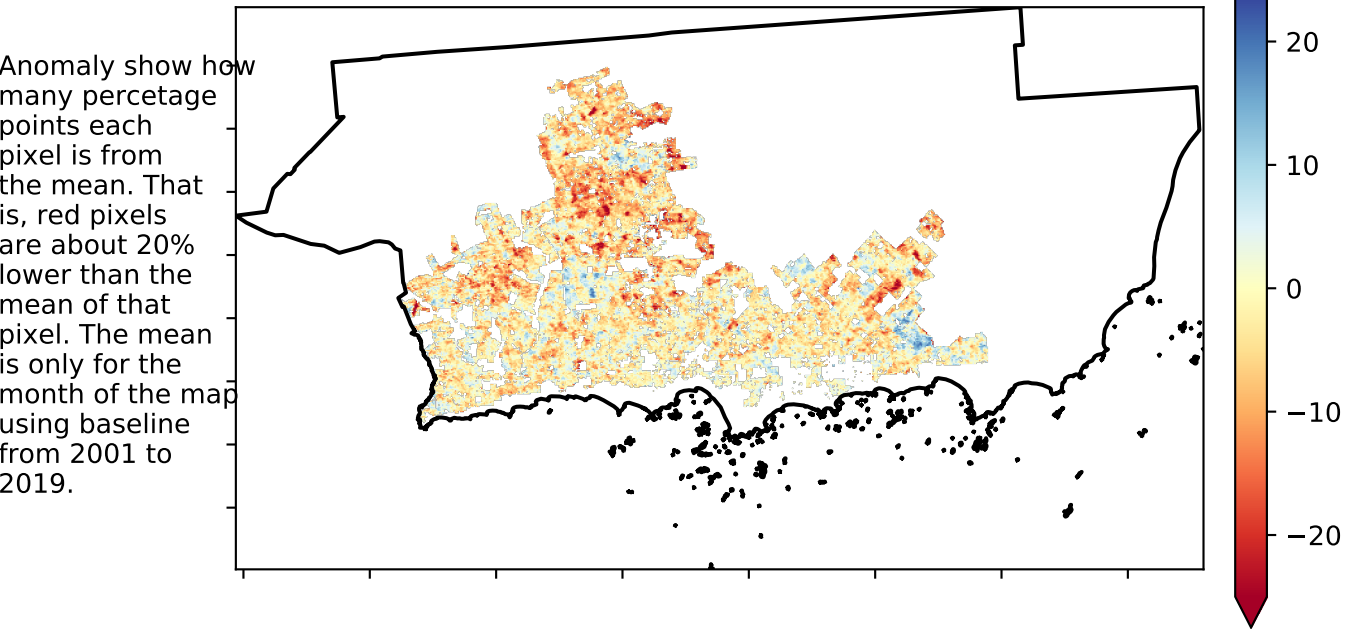 Anomaly show how
many percetage
points each
pixel is from
the mean. That
is, red pixels
are about 20%
lower than the
mean of that
pixel. The mean
is only for the
month of the map
using baseline
from 2001 to
2019.
20
10
0
−10
−20